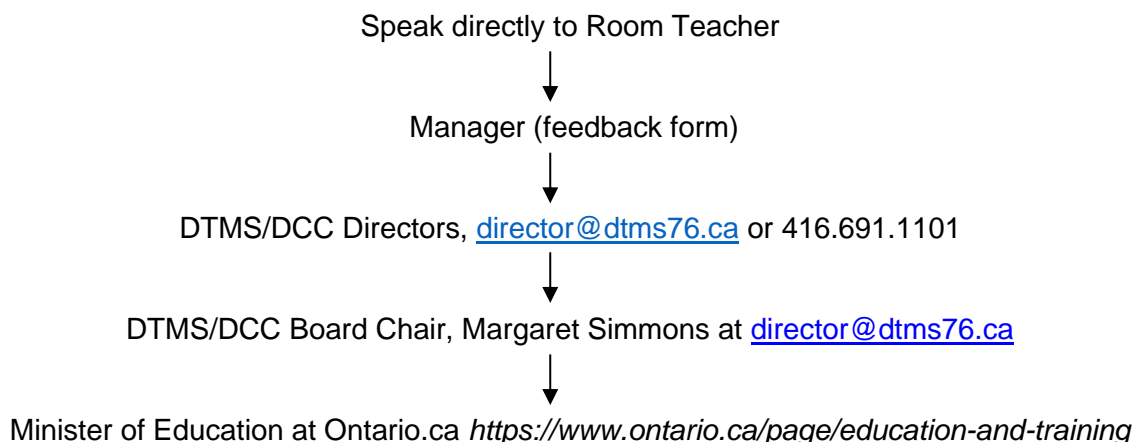 Speak directly to Room Teacher
Manager (feedback form)
DTMS/DCC Directors, director@dtms76.ca or 416.691.1101
DTMS/DCC Board Chair, Margaret Simmons at director@dtms76.ca
Minister of Education at Ontario.ca https://www.ontario.ca/page/education-and-training